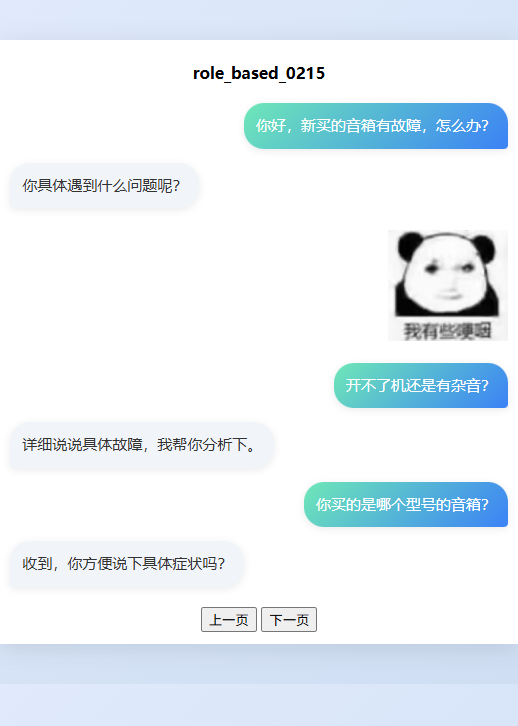 role_based_0215
你好，新买的音箱有故障，怎么办？
你具体遇到什么问题呢？
我有些哽咽
开不了机还是有杂音？
详细说说具体故障，我帮你分析下。
你买的是哪个型号的音箱？
收到，你方便说下具体症状吗？
上一页 下一页